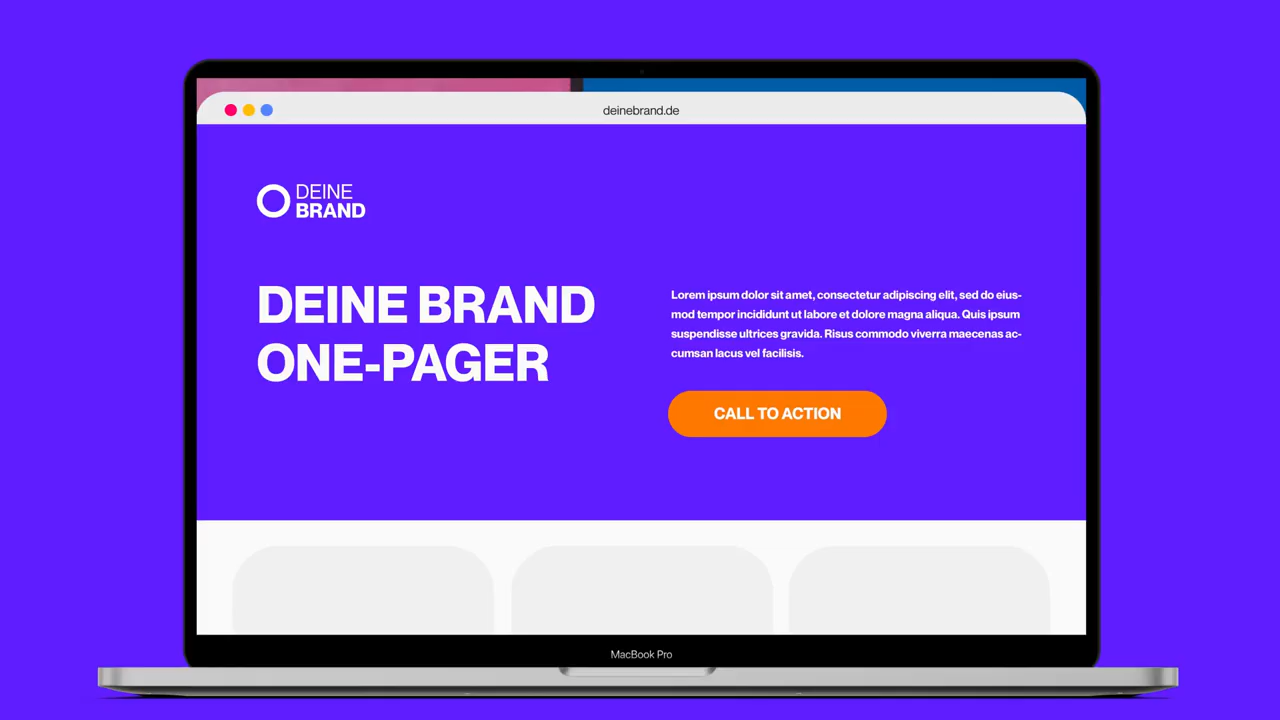 deinebrand.de
DEINE
BRAND
DEINE BRAND
ONE-PAGER
Lorem ipsum dolor sit amet, consectetur adipiscing elit, sed do eius-
mod tempor incididunt ut labore et dolore magna aliqua. Quis ipsum
suspendisse ultrices gravida. Risus commodo viverra maecenas ac-
cumsan lacus vel facilisis.
CALL TO ACTION
MacBook Pro